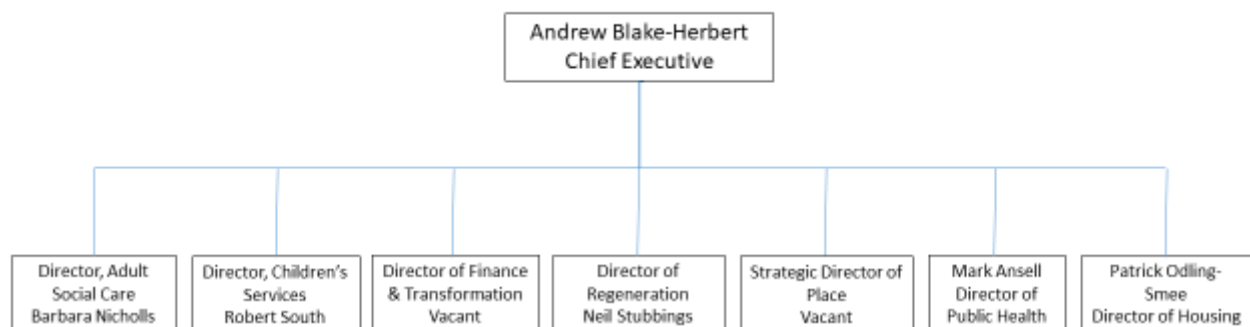 Andrew Blake-Herbert
Chief Executive
Director, Adult
Social Care
Barbara Nicholls
Director, Children's
Services
Robert South
Director of Finance
& Transformation
Vacant
Director of
Regeneration
Neil Stubbings
Strategic Director of
Place
Vacant
Mark Ansell
Director of
Public Health
Patrick Odling-
Smee
Director of Housing